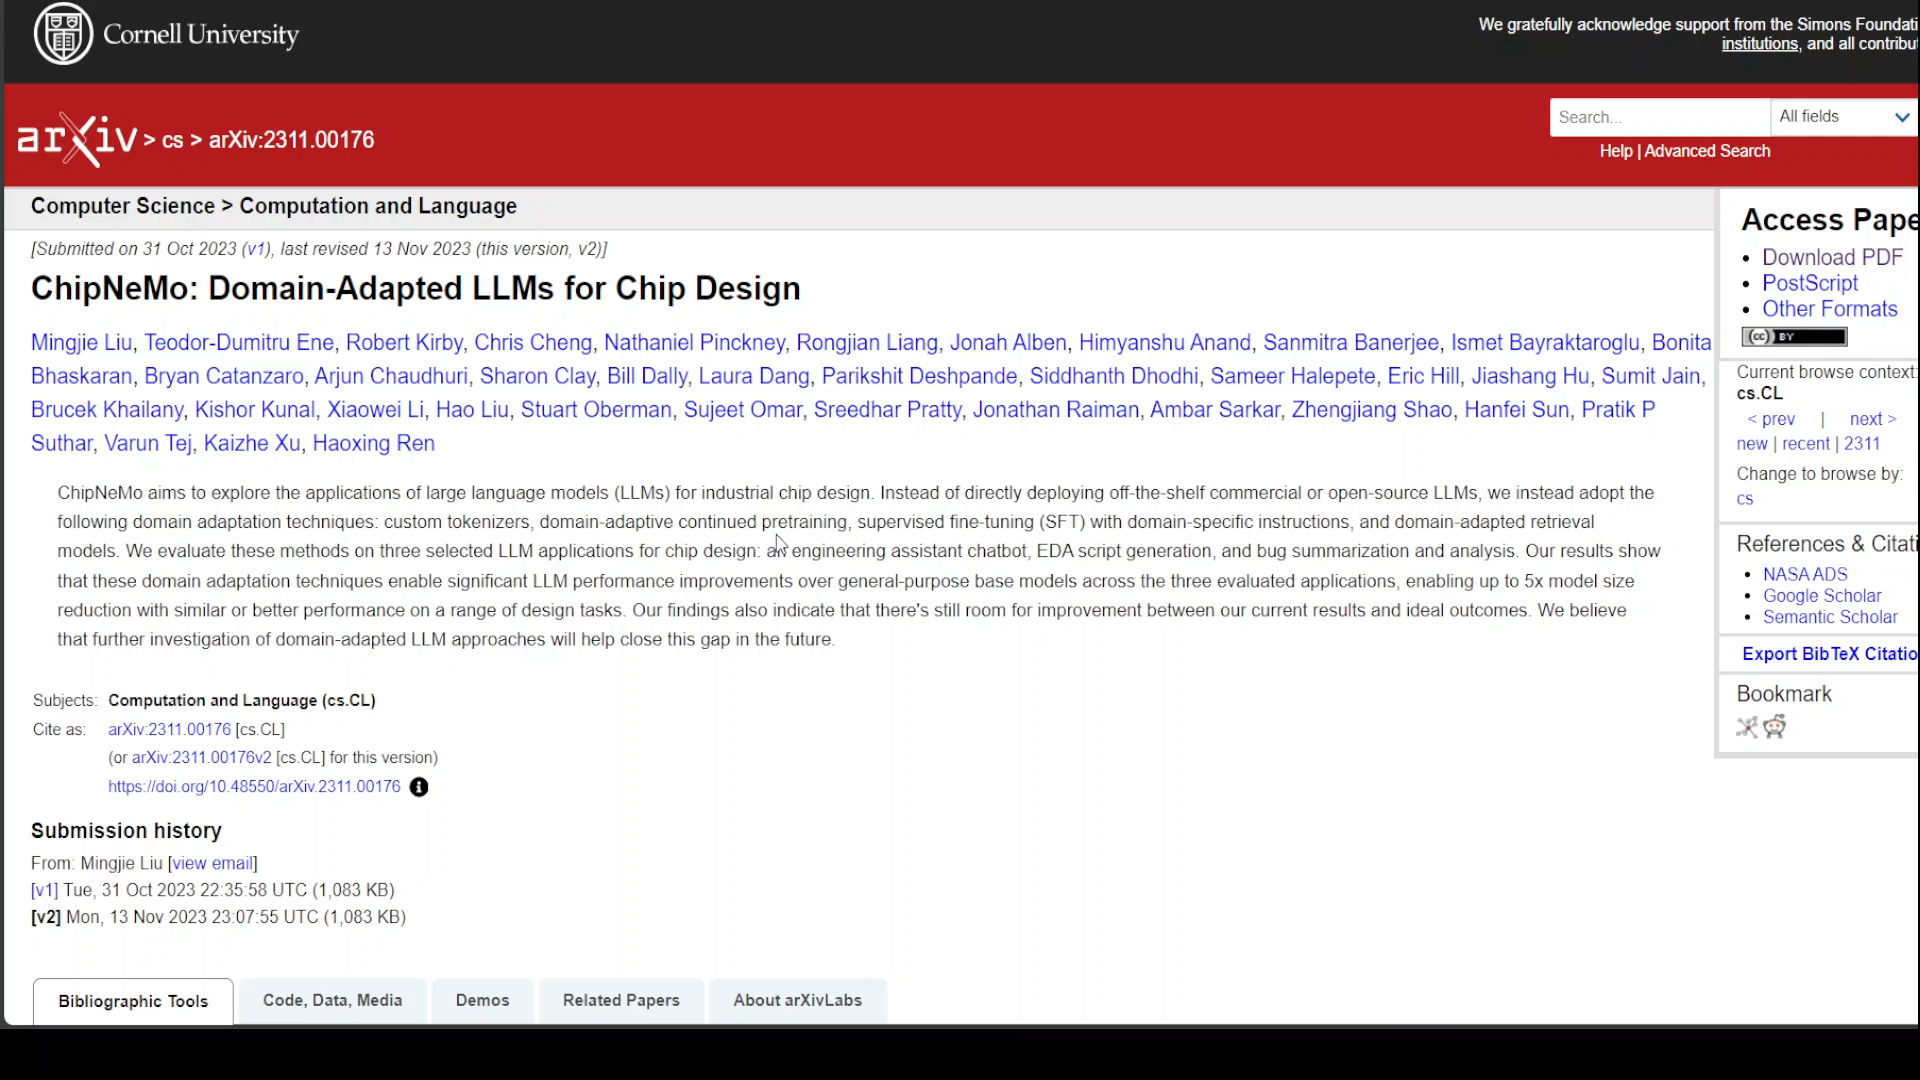 Cornell University
We gratefully acknowledge support from the Simons Foundati
institutions, and all contribut
arXiv > cs > arXiv:2311.00176
Search...
All fields
Help | Advanced Search
Computer Science > Computation and Language
[Submitted on 31 Oct 2023 (v1), last revised 13 Nov 2023 (this version, v2)]
ChipNeMo: Domain-Adapted LLMs for Chip Design
Mingjie Liu, Teodor-Dumitru Ene, Robert Kirby, Chris Cheng, Nathaniel Pinckney, Rongjian Liang, Jonah Alben, Himyanshu Anand, Sanmitra Banerjee, Ismet Bayraktaroglu, Bonita
Bhaskaran, Bryan Catanzaro, Arjun Chaudhuri, Sharon Clay, Bill Dally, Laura Dang, Parikshit Deshpande, Siddhanth Dhodhi, Sameer Halepete, Eric Hill, Jiashang Hu, Sumit Jain,
Brucek Khailany, Kishor Kunal, Xiaowei Li, Hao Liu, Stuart Oberman, Sujeet Omar, Sreedhar Pratty, Jonathan Raiman, Ambar Sarkar, Zhengjiang Shao, Hanfei Sun, Pratik P
Suthar, Varun Tej, Kaizhe Xu, Haoxing Ren
ChipNeMo aims to explore the applications of large language models (LLMs) for industrial chip design. Instead of directly deploying off-the-shelf commercial or open-source LLMs, we instead adopt the
following domain adaptation techniques: custom tokenizers, domain-adaptive continued pretraining, supervised fine-tuning (SFT) with domain-specific instructions, and domain-adapted retrieval
models. We evaluate these methods on three selected LLM applications for chip design: an engineering assistant chatbot, EDA script generation, and bug summarization and analysis. Our results show
that these domain adaptation techniques enable significant LLM performance improvements over general-purpose base models across the three evaluated applications, enabling up to 5x model size
reduction with similar or better performance on a range of design tasks. Our findings also indicate that there's still room for improvement between our current results and ideal outcomes. We believe
that further investigation of domain-adapted LLM approaches will help close this gap in the future.
Subjects: Computation and Language (cs.CL)
Cite as: arXiv:2311.00176 [cs.CL]
(or arXiv:2311.00176v2 [cs.CL] for this version)
https://doi.org/10.48550/arXiv.2311.00176
Submission history
From: Mingjie Liu [view email]
[v1] Tue, 31 Oct 2023 22:35:58 UTC (1,083 KB)
[v2] Mon, 13 Nov 2023 23:07:55 UTC (1,083 KB)
Bibliographic Tools
Code, Data, Media
Demos
Related Papers
About arXivLabs
Access Pape
Download PDF
PostScript
Other Formats
(cc) BY
Current browse context:
cs.CL
< prev | next >
new | recent | 2311
Change to browse by:
cs
References & Citati
NASA ADS
Google Scholar
Semantic Scholar
Export BibTeX Citatio
Bookmark